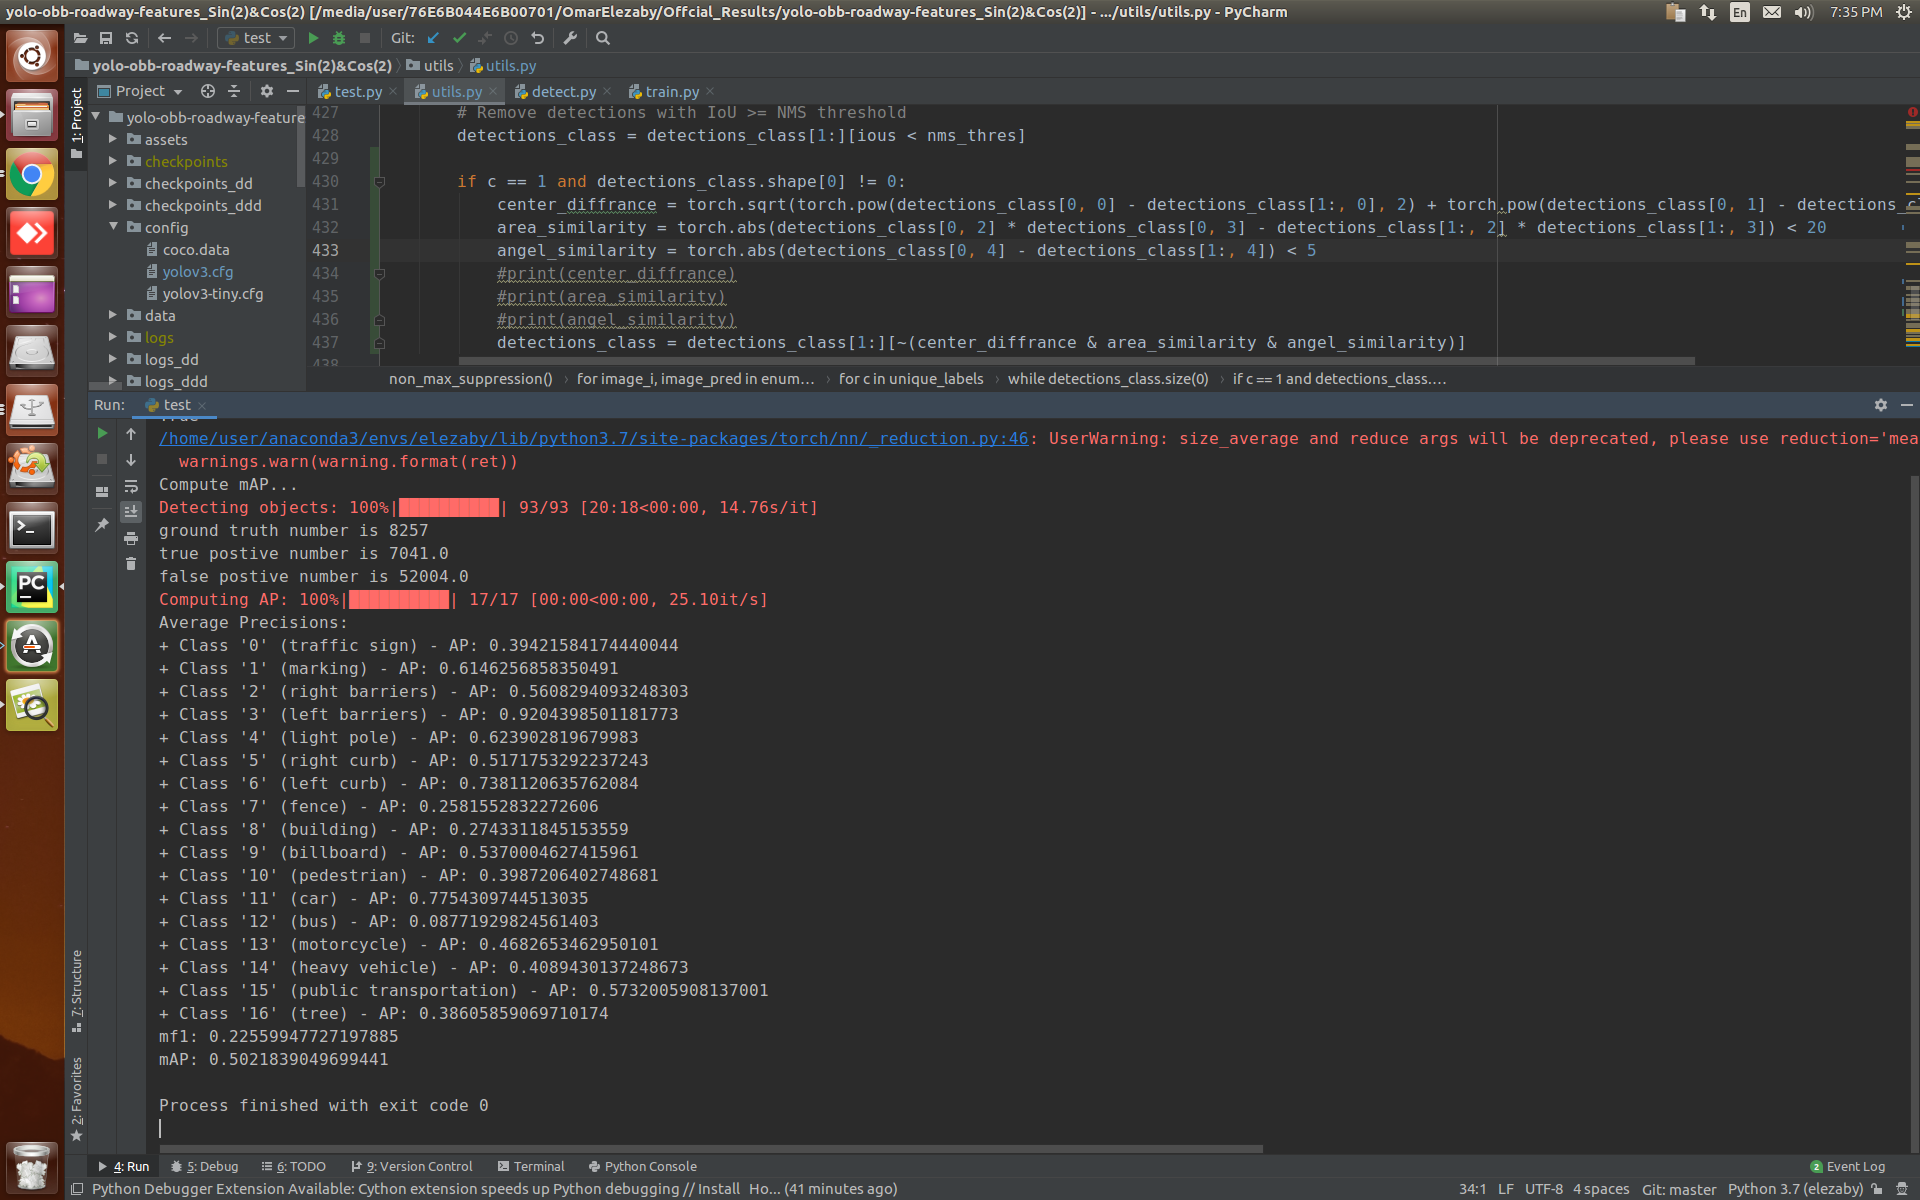 yolo-obb-roadway-features_Sin(2)&Cos(2) [/media/user/76E6B044E6B00701/OmarElezaby/Offcial_Results/yolo-obb-roadway-features_Sin(2)&Cos(2)] - .../utils/utils.py - PyCharm
En 7:35 PM
test Git:
yolo-obb-roadway-features_Sin(2)&Cos(2) utils utils.py
1: Project
Project test.py utils.py detect.py train.py
yolo-obb-roadway-feature
assets
checkpoints
checkpoints_dd
checkpoints_ddd
config
coco.data
yolov3.cfg
yolov3-tiny.cfg
data
logs
logs_dd
logs_ddd
427 # Remove detections with IoU >= NMS threshold
428 detections_class = detections_class[1:][ious < nms_thres]
429
430 if c == 1 and detections_class.shape[0] != 0:
431 center_diffrance = torch.sqrt(torch.pow(detections_class[0, 0] - detections_class[1:, 0], 2) + torch.pow(detections_class[0, 1] - detections_cl
432 area_similarity = torch.abs(detections_class[0, 2] * detections_class[0, 3] - detections_class[1:, 2] * detections_class[1:, 3]) < 20
433 angel_similarity = torch.abs(detections_class[0, 4] - detections_class[1:, 4]) < 5
434 #print(center_diffrance)
435 #print(area_similarity)
436 #print(angel_similarity)
437 detections_class = detections_class[1:][~(center_diffrance & area_similarity & angel_similarity)]
438
non_max_suppression() for image_i, image_pred in enum... for c in unique_labels while detections_class.size(0) if c == 1 and detections_class....
Run: test
True
/home/user/anaconda3/envs/elezaby/lib/python3.7/site-packages/torch/nn/_reduction.py:46: UserWarning: size_average and reduce args will be deprecated, please use reduction='mea
warnings.warn(warning.format(ret))
Compute mAP...
Detecting objects: 100%|██████████| 93/93 [20:18<00:00, 14.76s/it]
ground truth number is 8257
true postive number is 7041.0
false postive number is 52004.0
Computing AP: 100%|██████████| 17/17 [00:00<00:00, 25.10it/s]
Average Precisions:
+ Class '0' (traffic sign) - AP: 0.39421584174440044
+ Class '1' (marking) - AP: 0.6146256858350491
+ Class '2' (right barriers) - AP: 0.5608294093248303
+ Class '3' (left barriers) - AP: 0.9204398501181773
+ Class '4' (light pole) - AP: 0.623902819679983
+ Class '5' (right curb) - AP: 0.5171753292237243
+ Class '6' (left curb) - AP: 0.7381120635762084
+ Class '7' (fence) - AP: 0.2581552832272606
+ Class '8' (building) - AP: 0.2743311845153559
+ Class '9' (billboard) - AP: 0.5370004627415961
+ Class '10' (pedestrian) - AP: 0.3987206402748681
+ Class '11' (car) - AP: 0.7754309744513035
+ Class '12' (bus) - AP: 0.08771929824561403
+ Class '13' (motorcycle) - AP: 0.4682653462950101
+ Class '14' (heavy vehicle) - AP: 0.4089430137248673
+ Class '15' (public transportation) - AP: 0.5732005908137001
+ Class '16' (tree) - AP: 0.38605859069710174
mf1: 0.22559947727197885
mAP: 0.5021839049699441
Process finished with exit code 0
7: Structure
2: Favorites
PC
4: Run 5: Debug 6: TODO 9: Version Control Terminal Python Console 2 Event Log
Python Debugger Extension Available: Cython extension speeds up Python debugging // Install Ho... (41 minutes ago) 34:1 LF UTF-8 4 spaces Git: master Python 3.7 (elezaby)